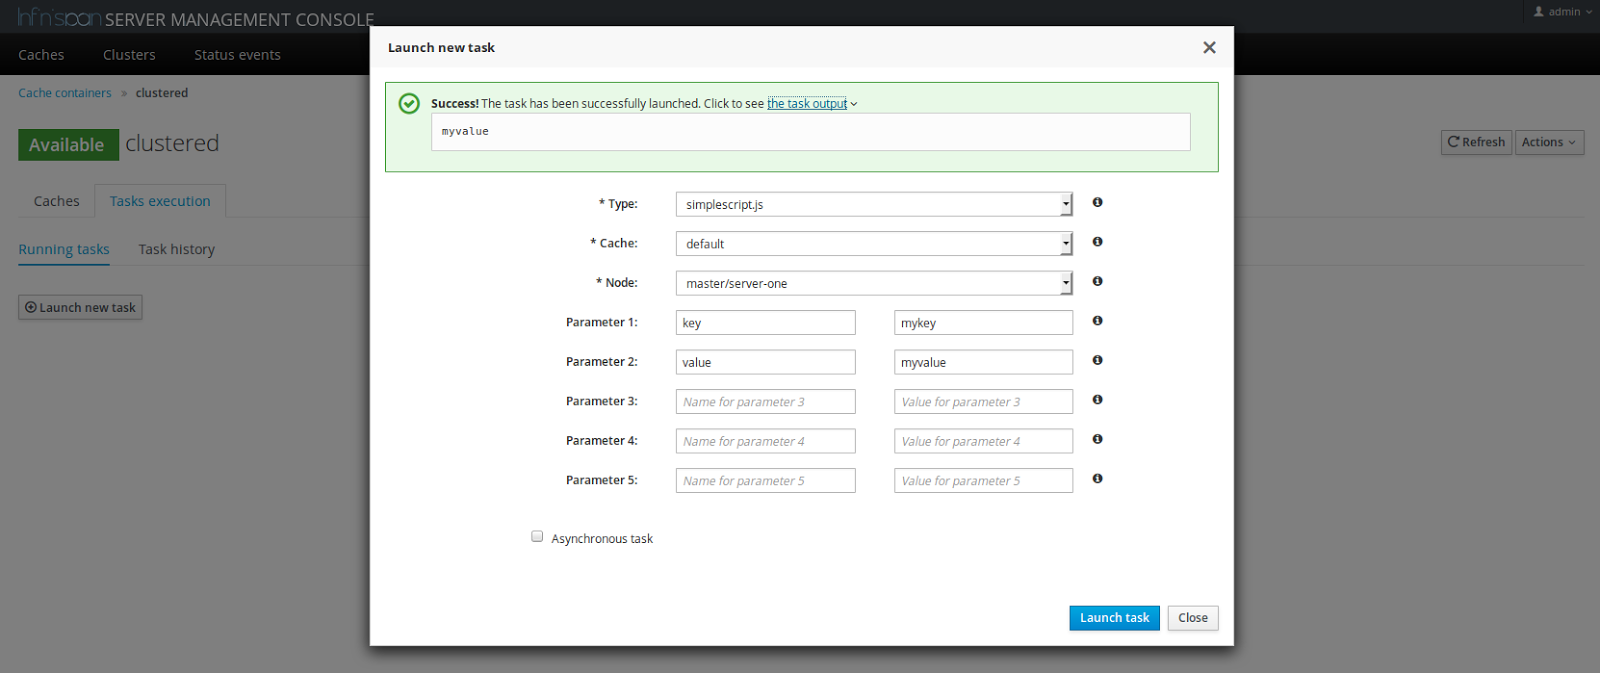 Infinispan SERVER MANAGEMENT CONSOLE
admin
Caches Clusters Status events
Cache containers » clustered
Available clustered
Refresh Actions
Caches Tasks execution
Running tasks Task history
Launch new task
Launch new task
Success! The task has been successfully launched. Click to see the task output
myvalue
* Type: simplescript.js
* Cache: default
* Node: master/server-one
Parameter 1: key mykey
Parameter 2: value myvalue
Parameter 3: Name for parameter 3 Value for parameter 3
Parameter 4: Name for parameter 4 Value for parameter 4
Parameter 5: Name for parameter 5 Value for parameter 5
Asynchronous task
Launch task Close